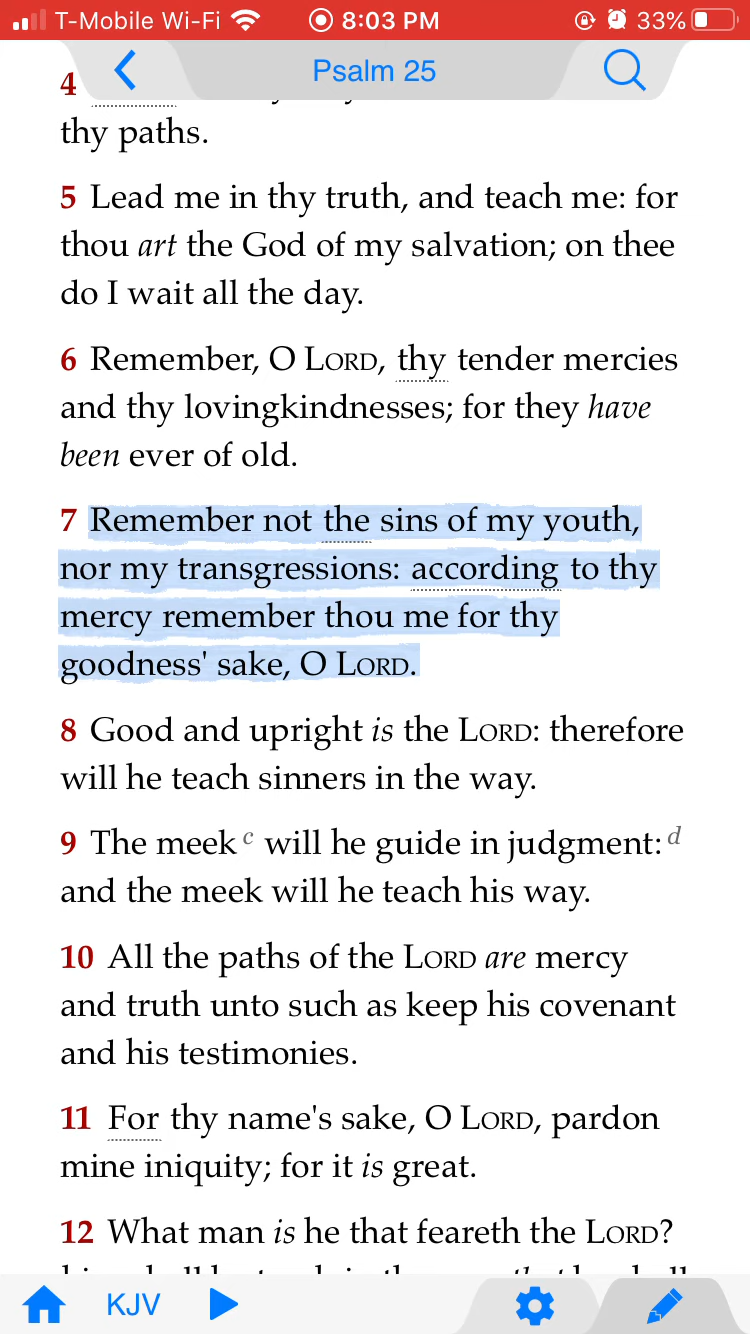 T-Mobile Wi-Fi 8:03 PM 33%
Psalm 25
4
thy paths.
5 Lead me in thy truth, and teach me: for
thou art the God of my salvation; on thee
do I wait all the day.
6 Remember, O LORD, thy tender mercies
and thy lovingkindnesses; for they have
been ever of old.
7 Remember not the sins of my youth,
nor my transgressions: according to thy
mercy remember thou me for thy
goodness' sake, O LORD.
8 Good and upright is the LORD: therefore
will he teach sinners in the way.
9 The meek c will he guide in judgment: d
and the meek will he teach his way.
10 All the paths of the LORD are mercy
and truth unto such as keep his covenant
and his testimonies.
11 For thy name's sake, O LORD, pardon
mine iniquity; for it is great.
12 What man is he that feareth the LORD?
KJV